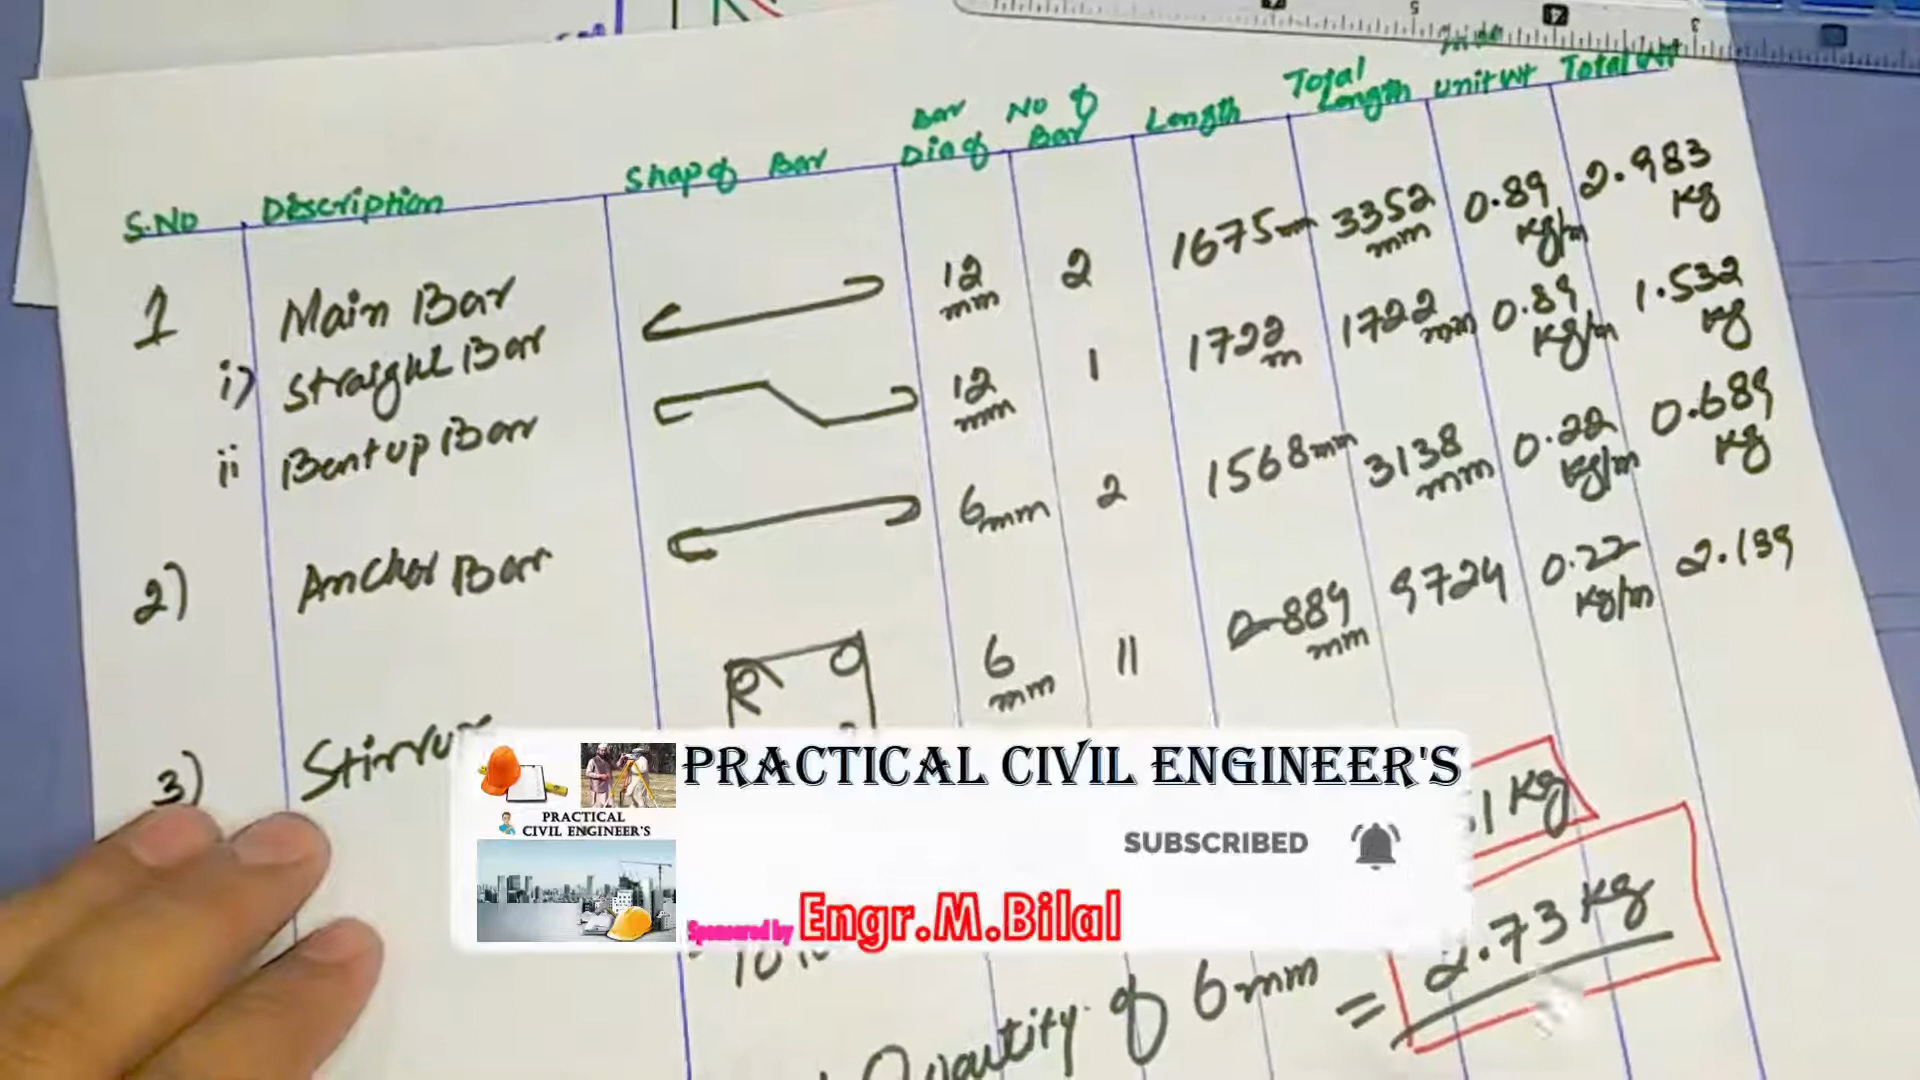 S.No Description Shap of Bar Bar Dia of No of Bar Length Total Length unit wt Total wt
1 Main Bar
i) Straight Bar 12 mm 2 1675mm 3352 mm 0.89 Kg/m 2.983 Kg
ii Bentup Bar 12 mm 1 1722 m 1722 mm 0.89 Kg/m 1.532 Kg
2) Anchor Bar 6mm 2 1568mm 3138 mm 0.22 Kg/m 0.689 Kg
3) 6 mm 11 889 mm 9724 0.22 Kg/m 2.139
.1 Kg
PRACTICAL CIVIL ENGINEER'S
PRACTICAL
CIVIL ENGINEER'S
SUBSCRIBED
Sponsored by Engr.M.Bilal
Quantity of 6mm = 2.73 Kg